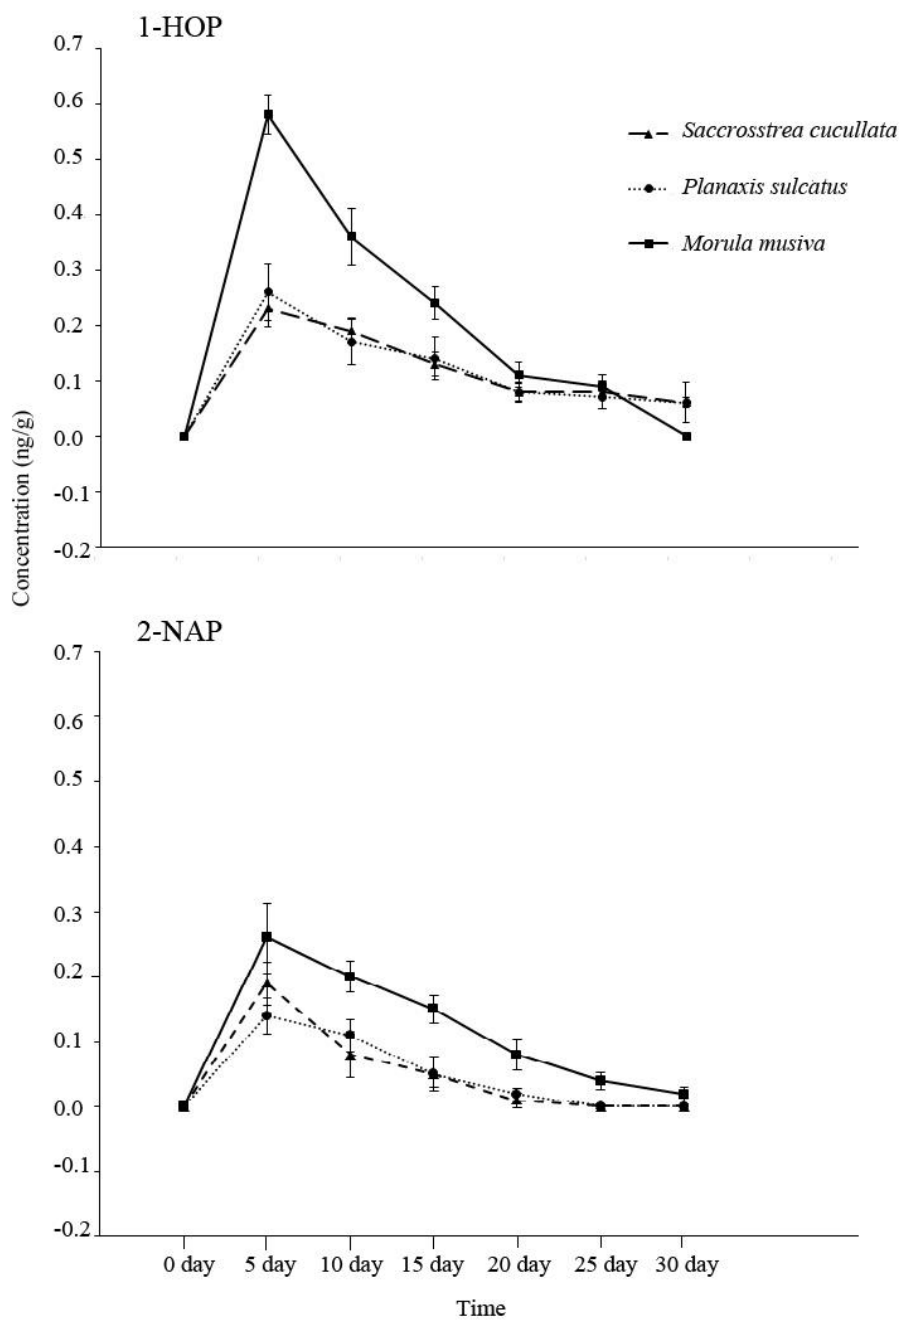 1-HOP
0.7
0.6
0.5
0.4
0.3
0.2
0.1
0.0
-0.1
-0.2
Saccrosstrea cucullata
Planaxis sulcatus
Morula musiva
Concentration (ng/g)
2-NAP
0.7
0.6
0.5
0.4
0.3
0.2
0.1
0.0
-0.1
-0.2
0 day 5 day 10 day 15 day 20 day 25 day 30 day
Time